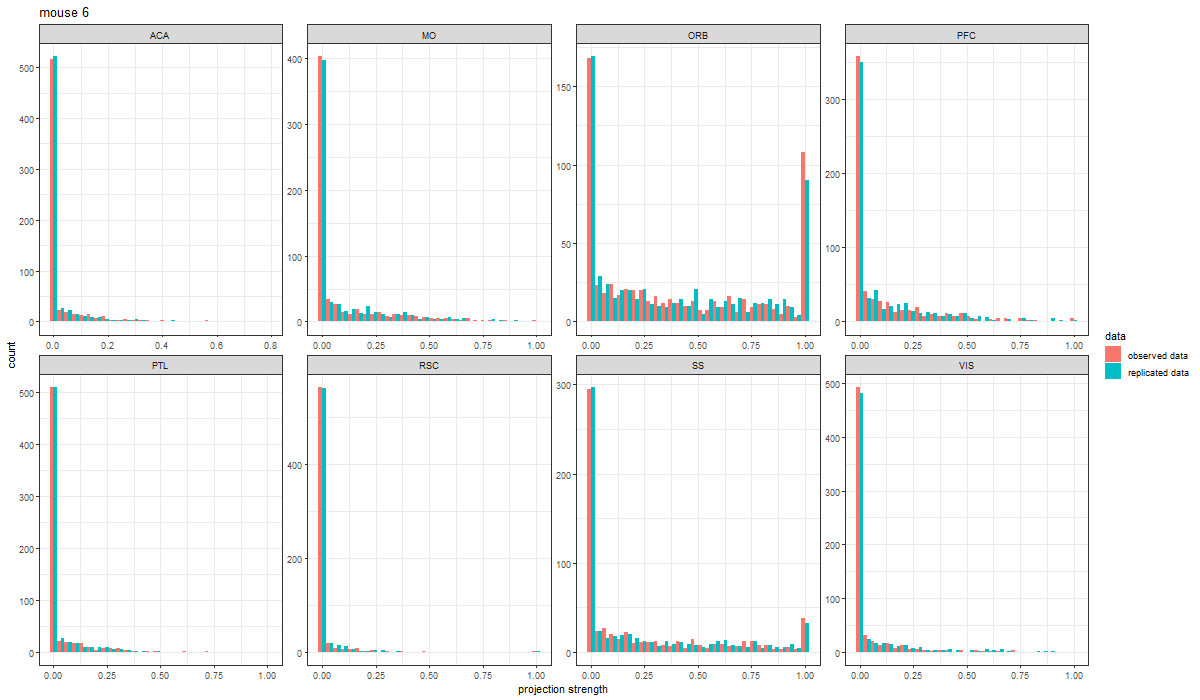 mouse 6
ACA MO ORB PFC
500 400 300 200 100 0
400 300 200 100 0
150 100 50 0
300 200 100 0
0.0 0.2 0.4 0.6 0.8
0.00 0.25 0.50 0.75 1.00
0.00 0.25 0.50 0.75 1.00
0.00 0.25 0.50 0.75 1.00
count
PTL RSC SS VIS
500 400 300 200 100 0
400 200 0
300 200 100 0
500 400 300 200 100 0
0.00 0.25 0.50 0.75 1.00
0.00 0.25 0.50 0.75 1.00
0.00 0.25 0.50 0.75 1.00
0.00 0.25 0.50 0.75 1.00
projection strength
data
observed data
replicated data